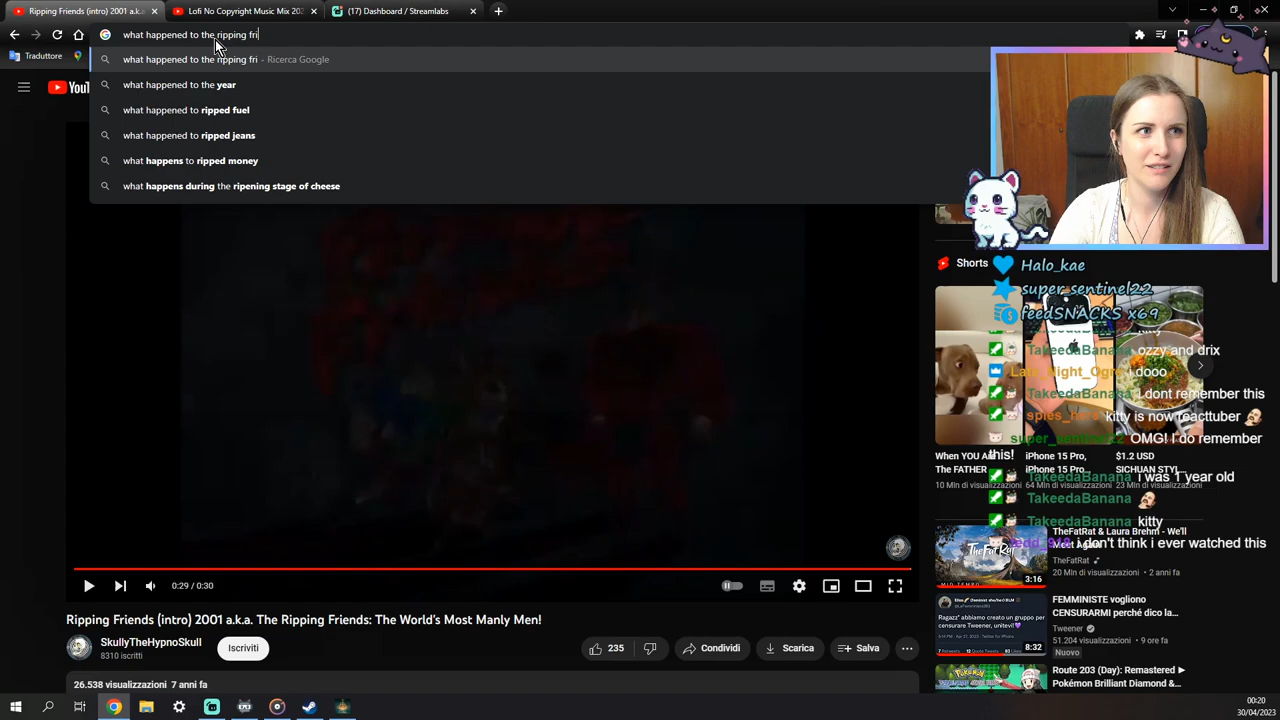 Ripping Friends (intro) 2001 a.k.a.
Lofi No Copyright Music Mix 202
(17) Dashboard / Streamlabs
what happened to the ripping fri
Traduttore
what happened to the ripping fri - Ricerca Google
what happened to the year
what happened to ripped fuel
what happened to ripped jeans
what happens to ripped money
what happens during the ripening stage of cheese
Shorts
Halo_kae
super_sentinel22
feedSNACKS x69
TakeedaBanana ozzy and drix
Late_Night_Ogre i dooo
TakeedaBanana i dont remember this
kitty is now reacttuber
OMG! I do remember
this!
When YOU
The FATHER
iPhone 15 Pro,
iPhone 15 Pro...
$1.2 USD
SICHUAN STYL...
10 Mln di visualizzazioni
64 Mln di visualizzazioni
23 Mln di visualizzazioni
TakeedaBanana i was 1 year old
TakeedaBanana
TakeedaBanana kitty
i don't think i ever watched this
TheFatRat & Laura Brehm - We'll
TheFatRat
20 Mln di visualizzazioni • 2 anni fa
3:16
FEMMINISTE vogliono
CENSURARMI perché dico la...
Tweener
51.204 visualizzazioni • 9 ore fa
Nuovo
8:32
Route 203 (Day): Remastered ►
Pokémon Brilliant Diamond &...
0:29 / 0:30
Ripping Friends (intro) 2001 a.k.a. The Ripping Friends: The World's Most Manly Men!
SkullyTheHypnoSkull
8310 iscritti
Iscriviti
235
Condividi
Scarica
Salva
26.538 visualizzazioni 7 anni fa
00:20
30/04/2023